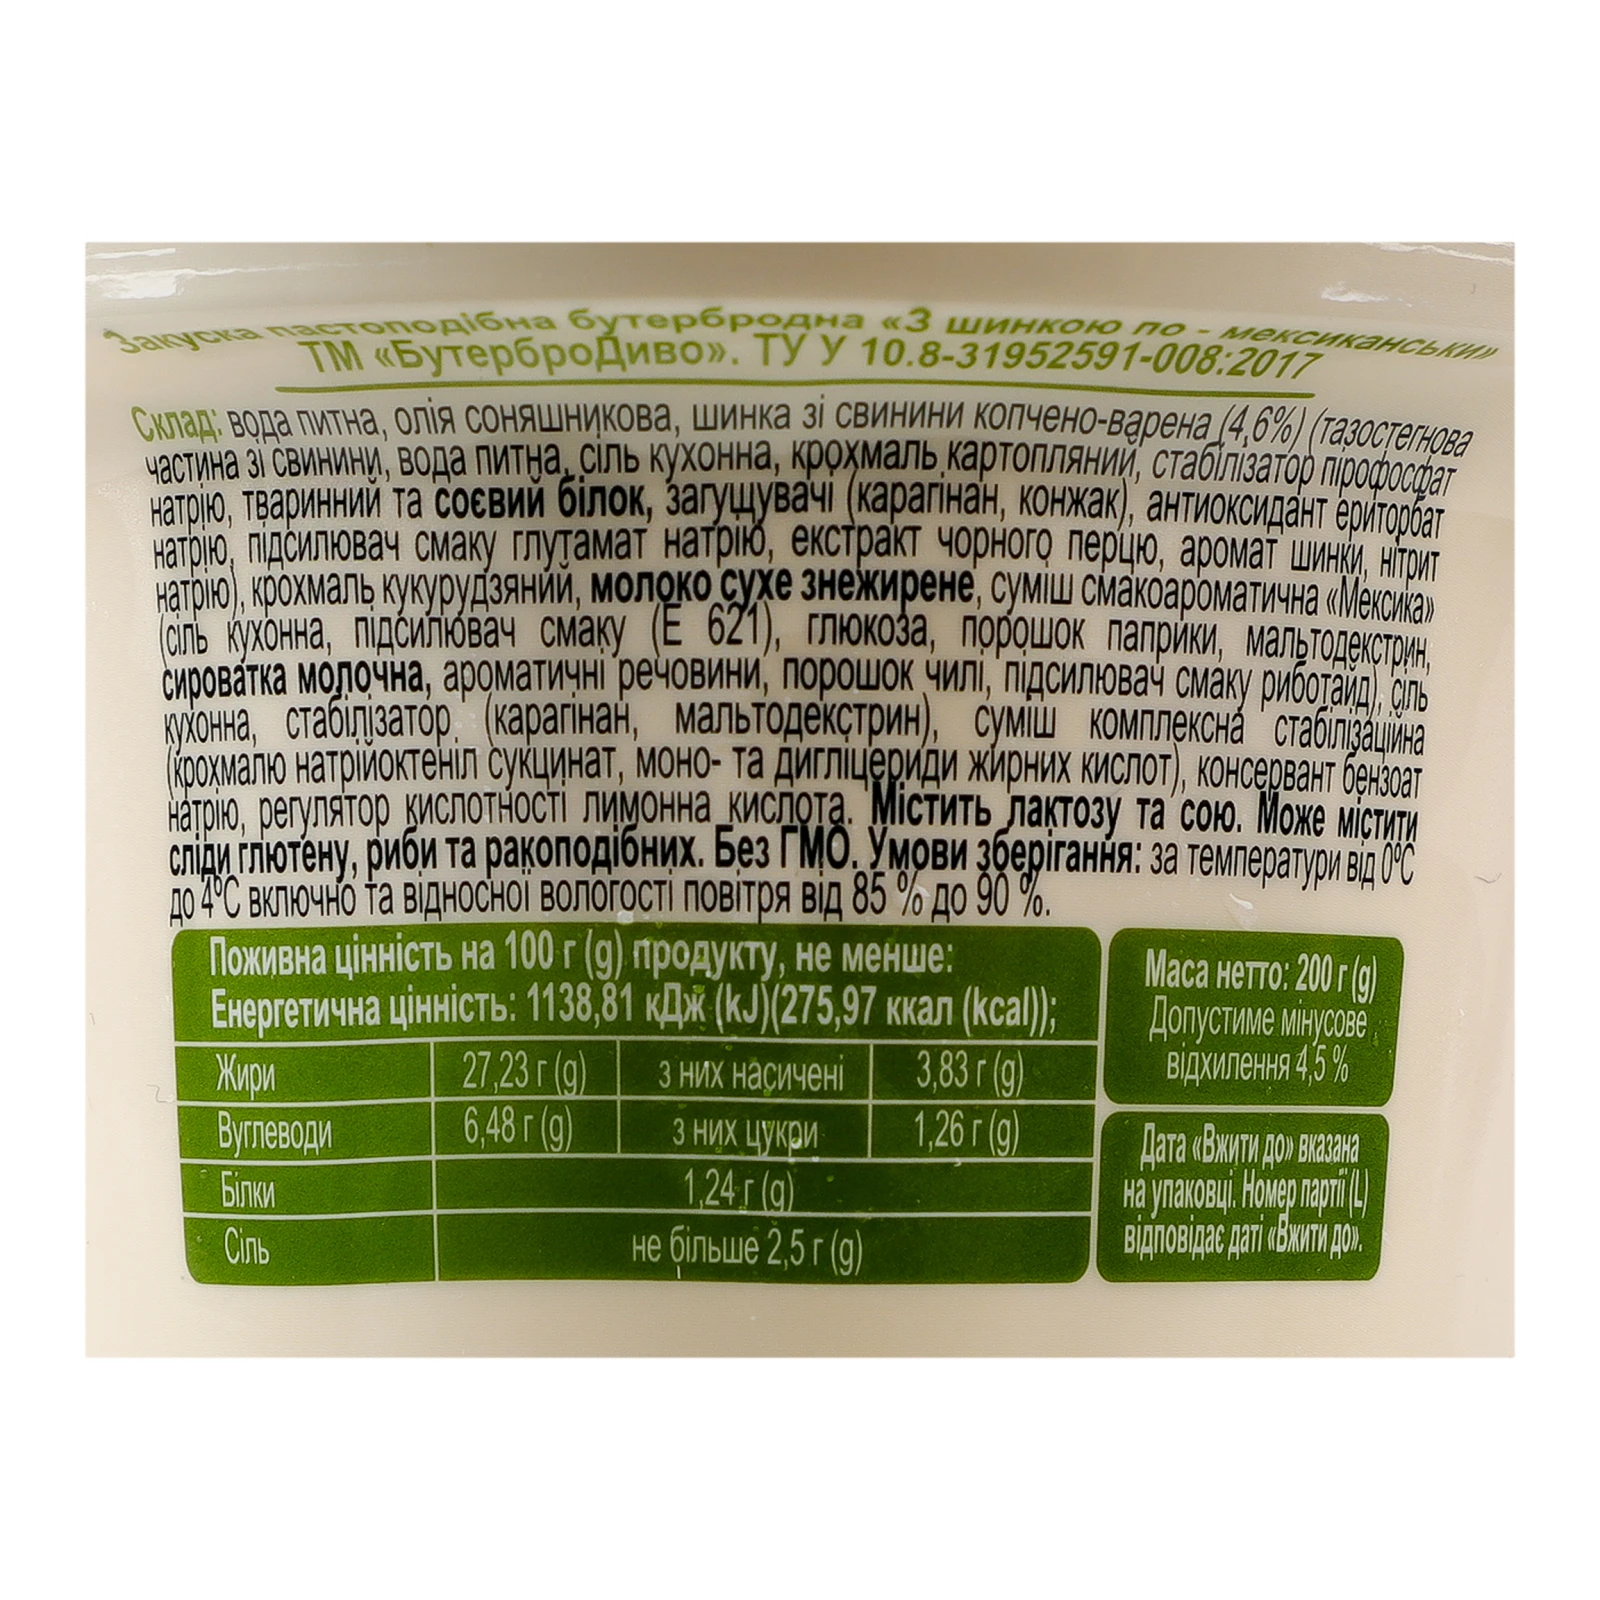 Закуска пастоподібна бутербродна «З шинкою по - мексиканськи»
ТМ «БутерброДиво». ТУ У 10.8-31952591-008:2017
Склад: вода питна, олія соняшникова, шинка зі свинини копчено-варена (4,6%) (тазостегнова
частина зі свинини, вода питна, сіль кухонна, крохмаль картопляний, стабілізатор пірофосфат
натрію, тваринний та соєвий білок, загущувачі (карагінан, конжак), антиоксидант ериторбат
натрію, підсилювач смаку глутамат натрію, екстракт чорного перцю, аромат шинки, нітрит
натрію), крохмаль кукурудзяний, молоко сухе знежирене, суміш смакоароматична «Мексика»
(сіль кухонна, підсилювач смаку (Е 621), глюкоза, порошок паприки, мальтодекстрин,
сироватка молочна, ароматичні речовини, порошок чилі, підсилювач смаку риботайд), сіль
кухонна, стабілізатор (карагінан, мальтодекстрин), суміш комплексна стабілізаційна
(крохмалю натрійоктеніл сукцинат, моно- та дигліцериди жирних кислот), консервант бензоат
натрію, регулятор кислотності лимонна кислота. Містить лактозу та сою. Може містити
сліди глютену, риби та ракоподібних. Без ГМО. Умови зберігання: за температури від 0°С
до 4°С включно та відносної вологості повітря від 85 % до 90 %.
Поживна цінність на 100 г (g) продукту, не менше:
Енергетична цінність: 1138,81 кДж (kJ)(275,97 ккал (kcal));
Жири 27,23 г (g) з них насичені 3,83 г (g)
Вуглеводи 6,48 г (g) з них цукри 1,26 г (g)
Білки 1,24 г (g)
Сіль не більше 2,5 г (g)
Маса нетто: 200 г (g)
Допустиме мінусове
відхилення 4,5 %
Дата «Вжити до» вказана
на упаковці. Номер партії (L)
відповідає даті «Вжити до».